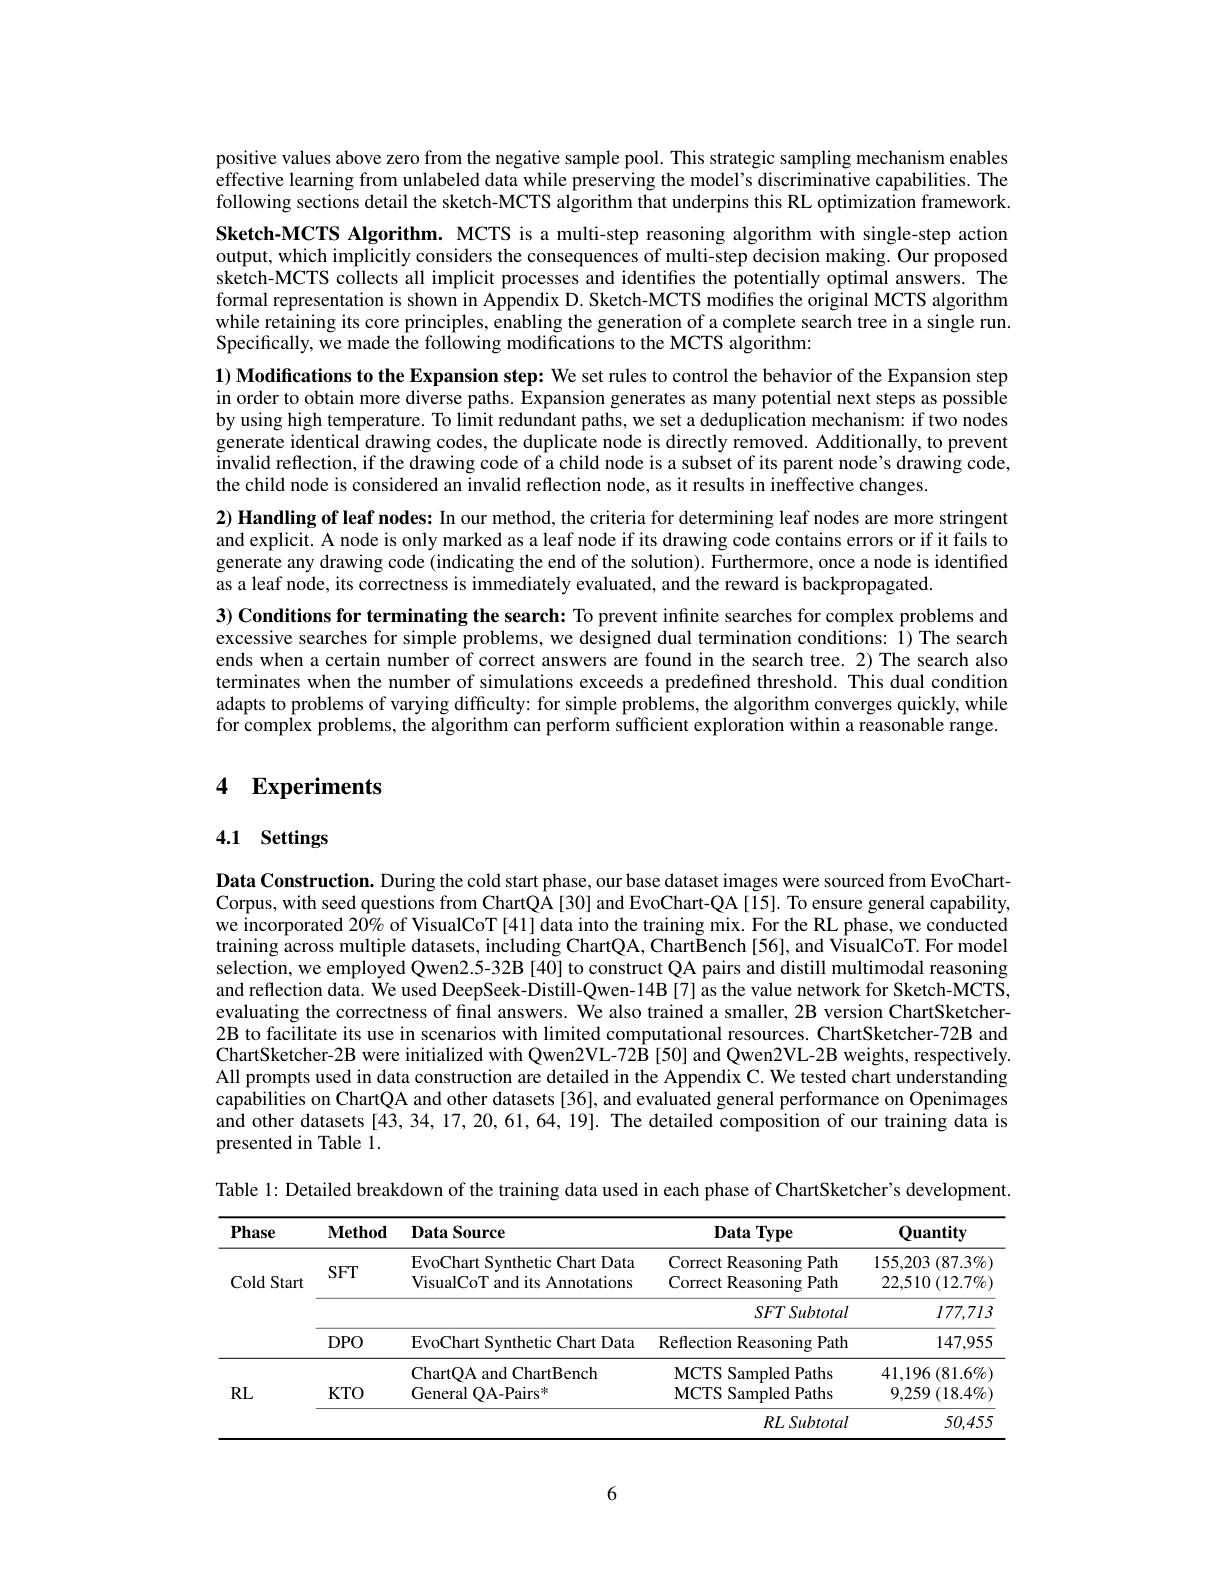 positive values above zero from the negative sample pool. This strategic sampling mechanism enables
effective learning from unlabeled data while preserving the model's discriminative capabilities. The
following sections detail the sketch-MCTS algorithm that underpins this RL optimization framework.
Sketch-MCTS Algorithm. MCTS is a multi-step reasoning algorithm with single-step action
output, which implicitly considers the consequences of multi-step decision making. Our proposed
sketch-MCTS collects all implicit processes and identifies the potentially optimal answers. The
formal representation is shown in Appendix D. Sketch-MCTS modifies the original MCTS algorithm
while retaining its core principles, enabling the generation of a complete search tree in a single run.
Specifically, we made the following modifications to the MCTS algorithm:
1) Modifications to the Expansion step: We set rules to control the behavior of the Expansion step
in order to obtain more diverse paths. Expansion generates as many potential next steps as possible
by using high temperature. To limit redundant paths, we set a deduplication mechanism: if two nodes
generate identical drawing codes, the duplicate node is directly removed. Additionally, to prevent
invalid reflection, if the drawing code of a child node is a subset of its parent node's drawing code,
the child node is considered an invalid reflection node, as it results in ineffective changes.
2) Handling of leaf nodes: In our method, the criteria for determining leaf nodes are more stringent
and explicit. A node is only marked as a leaf node if its drawing code contains errors or if it fails to
generate any drawing code (indicating the end of the solution). Furthermore, once a node is identified
as a leaf node, its correctness is immediately evaluated, and the reward is backpropagated.
3) Conditions for terminating the search: To prevent infinite searches for complex problems and
excessive searches for simple problems, we designed dual termination conditions: 1) The search
ends when a certain number of correct answers are found in the search tree. 2) The search also
terminates when the number of simulations exceeds a predefined threshold. This dual condition
adapts to problems of varying difficulty: for simple problems, the algorithm converges quickly, while
for complex problems, the algorithm can perform sufficient exploration within a reasonable range.
4 Experiments
4.1 Settings
Data Construction. During the cold start phase, our base dataset images were sourced from EvoChart-
Corpus, with seed questions from ChartQA [30] and EvoChart-QA [15]. To ensure general capability,
we incorporated 20% of VisualCoT [41] data into the training mix. For the RL phase, we conducted
training across multiple datasets, including ChartQA, ChartBench [56], and VisualCoT. For model
selection, we employed Qwen2.5-32B [40] to construct QA pairs and distill multimodal reasoning
and reflection data. We used DeepSeek-Distill-Qwen-14B [7] as the value network for Sketch-MCTS,
evaluating the correctness of final answers. We also trained a smaller, 2B version ChartSketcher-
2B to facilitate its use in scenarios with limited computational resources. ChartSketcher-72B and
ChartSketcher-2B were initialized with Qwen2VL-72B [50] and Qwen2VL-2B weights, respectively.
All prompts used in data construction are detailed in the Appendix C. We tested chart understanding
capabilities on ChartQA and other datasets [36], and evaluated general performance on Openimages
and other datasets [43, 34, 17, 20, 61, 64, 19]. The detailed composition of our training data is
presented in Table 1.
Table 1: Detailed breakdown of the training data used in each phase of ChartSketcher's development.
Phase Method Data Source Data Type Quantity
EvoChart Synthetic Chart Data Correct Reasoning Path 155,203 (87.3%)
Cold Start SFT VisualCoT and its Annotations Correct Reasoning Path 22,510 (12.7%)
SFT Subtotal 177,713
DPO EvoChart Synthetic Chart Data Reflection Reasoning Path 147,955
ChartQA and ChartBench MCTS Sampled Paths 41,196 (81.6%)
RL KTO General QA-Pairs* MCTS Sampled Paths 9,259 (18.4%)
RL Subtotal 50,455
6